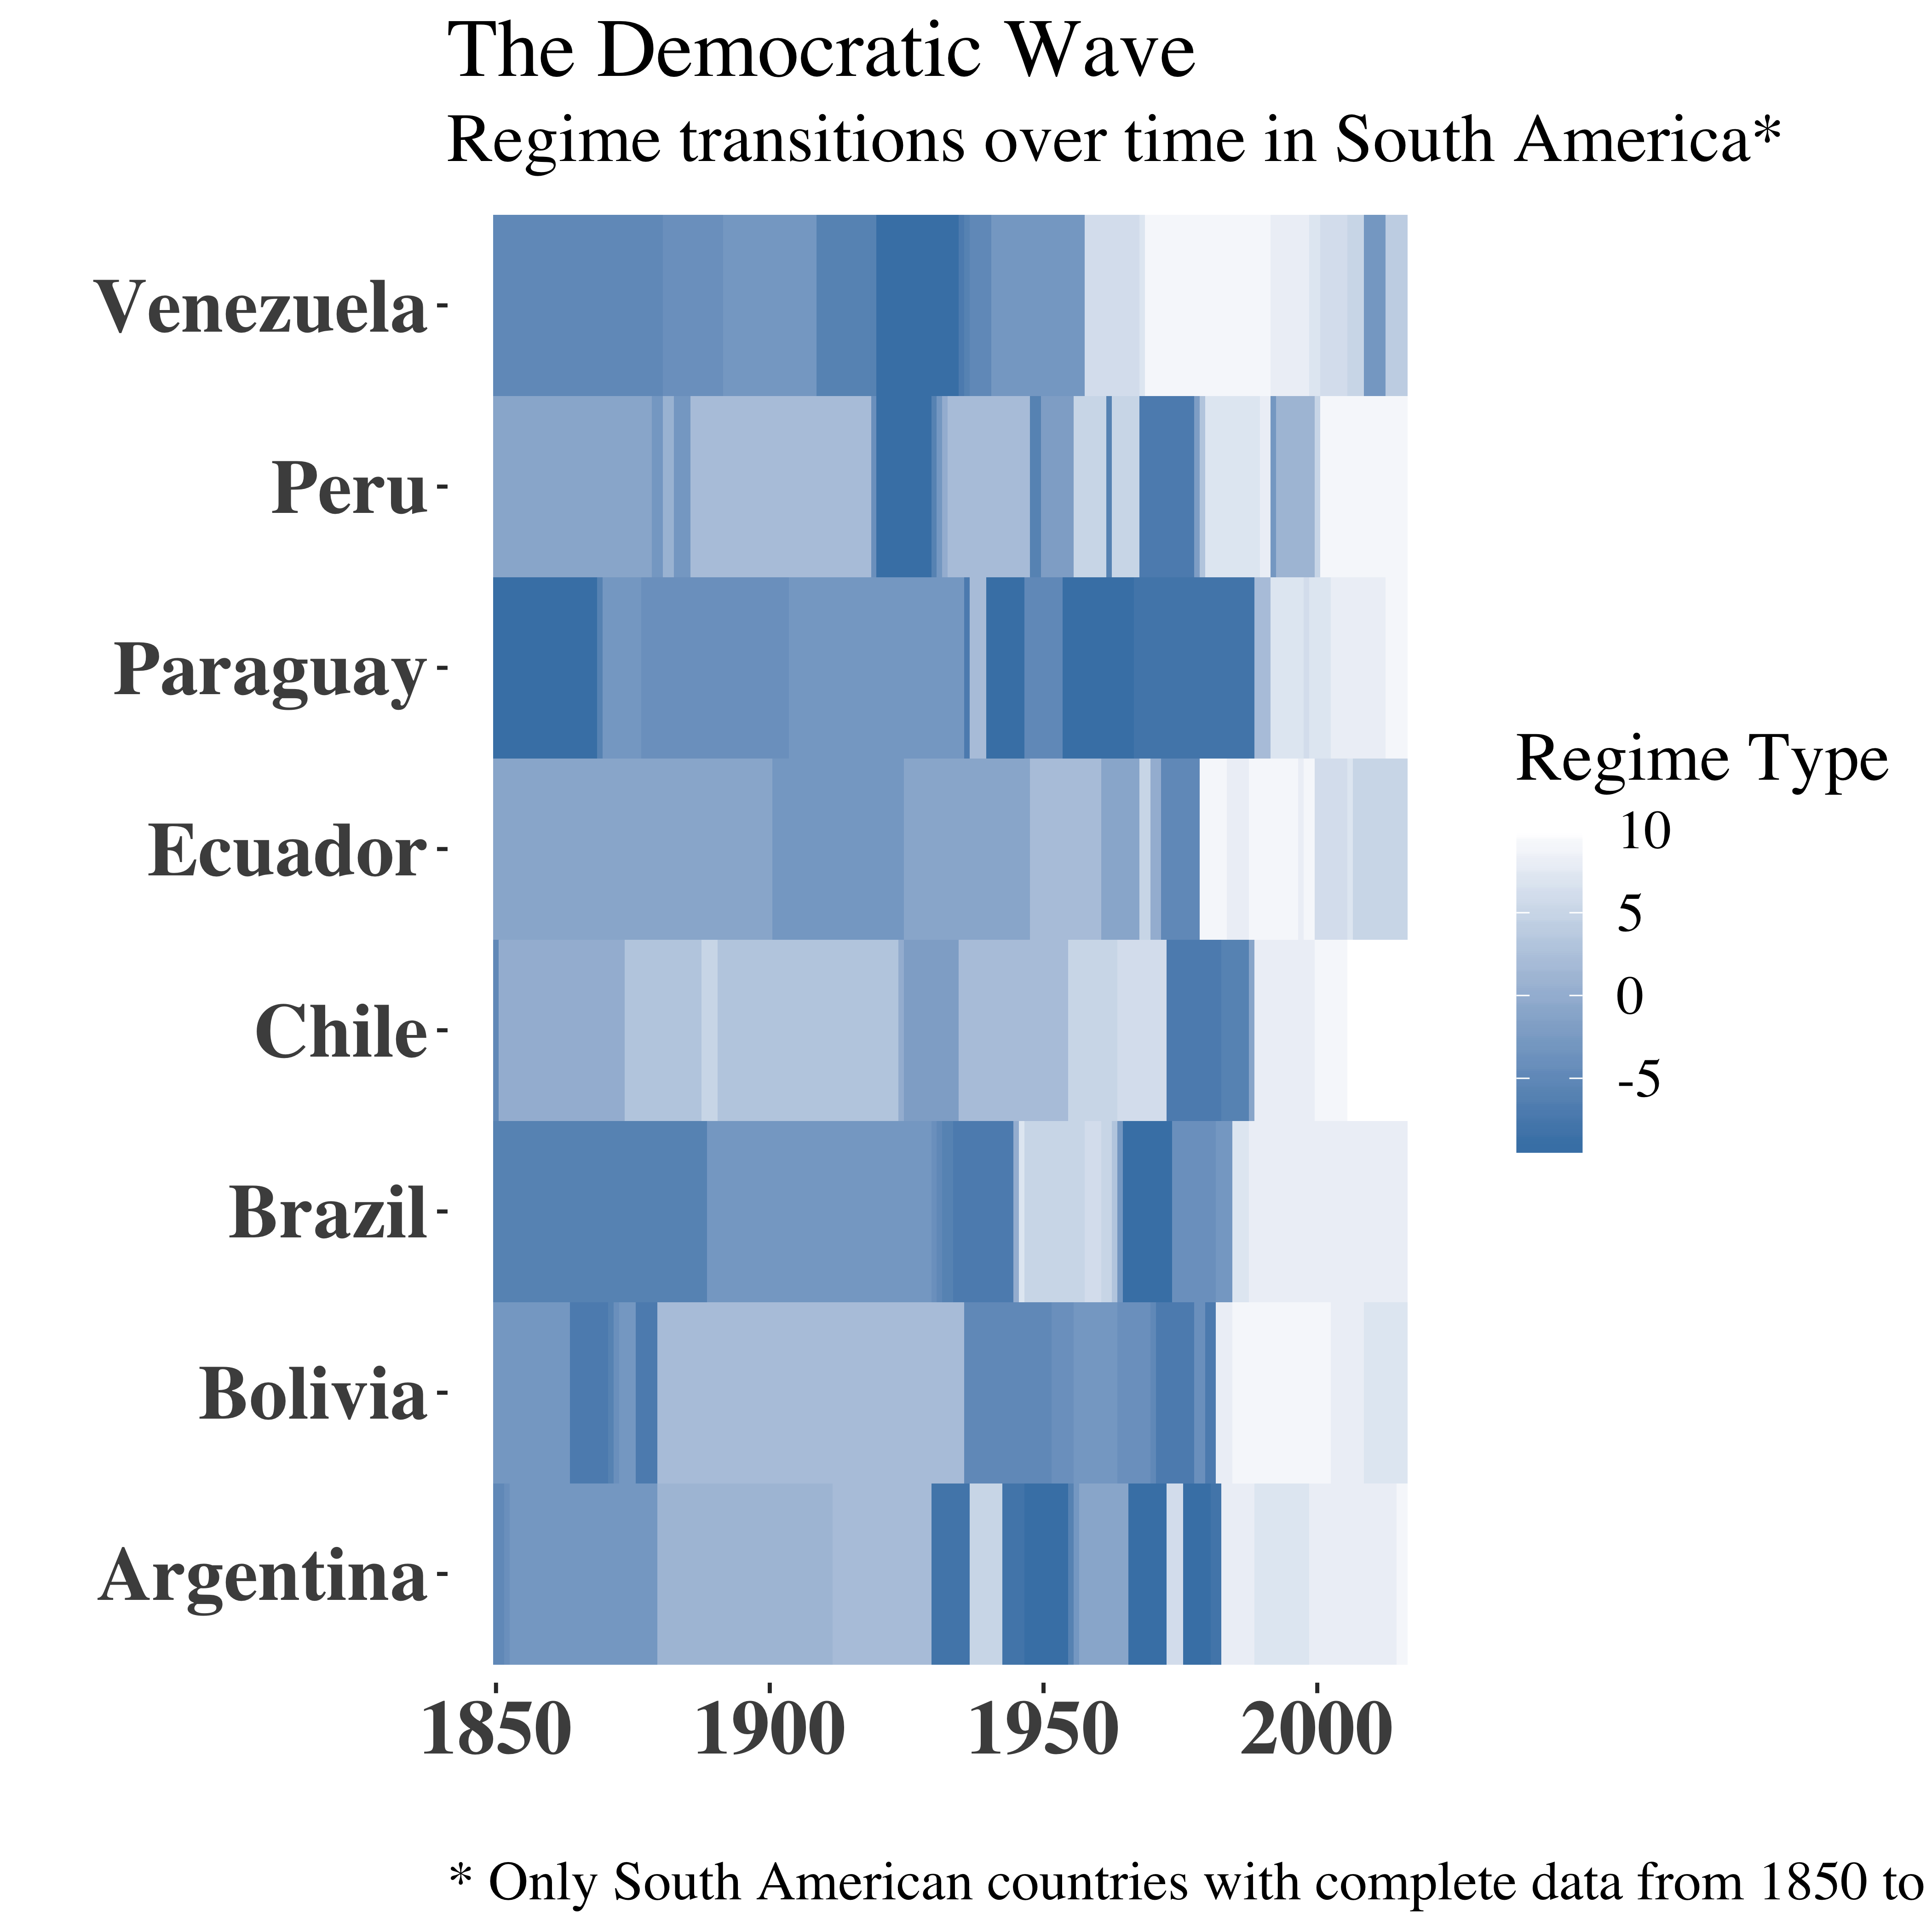 The Democratic Wave
Regime transitions over time in South America*
Venezuela
Peru
Paraguay
Ecuador
Chile
Brazil
Bolivia
Argentina
Regime Type
10
5
0
-5
1850
1900
1950
2000
* Only South American countries with complete data from 1850 to